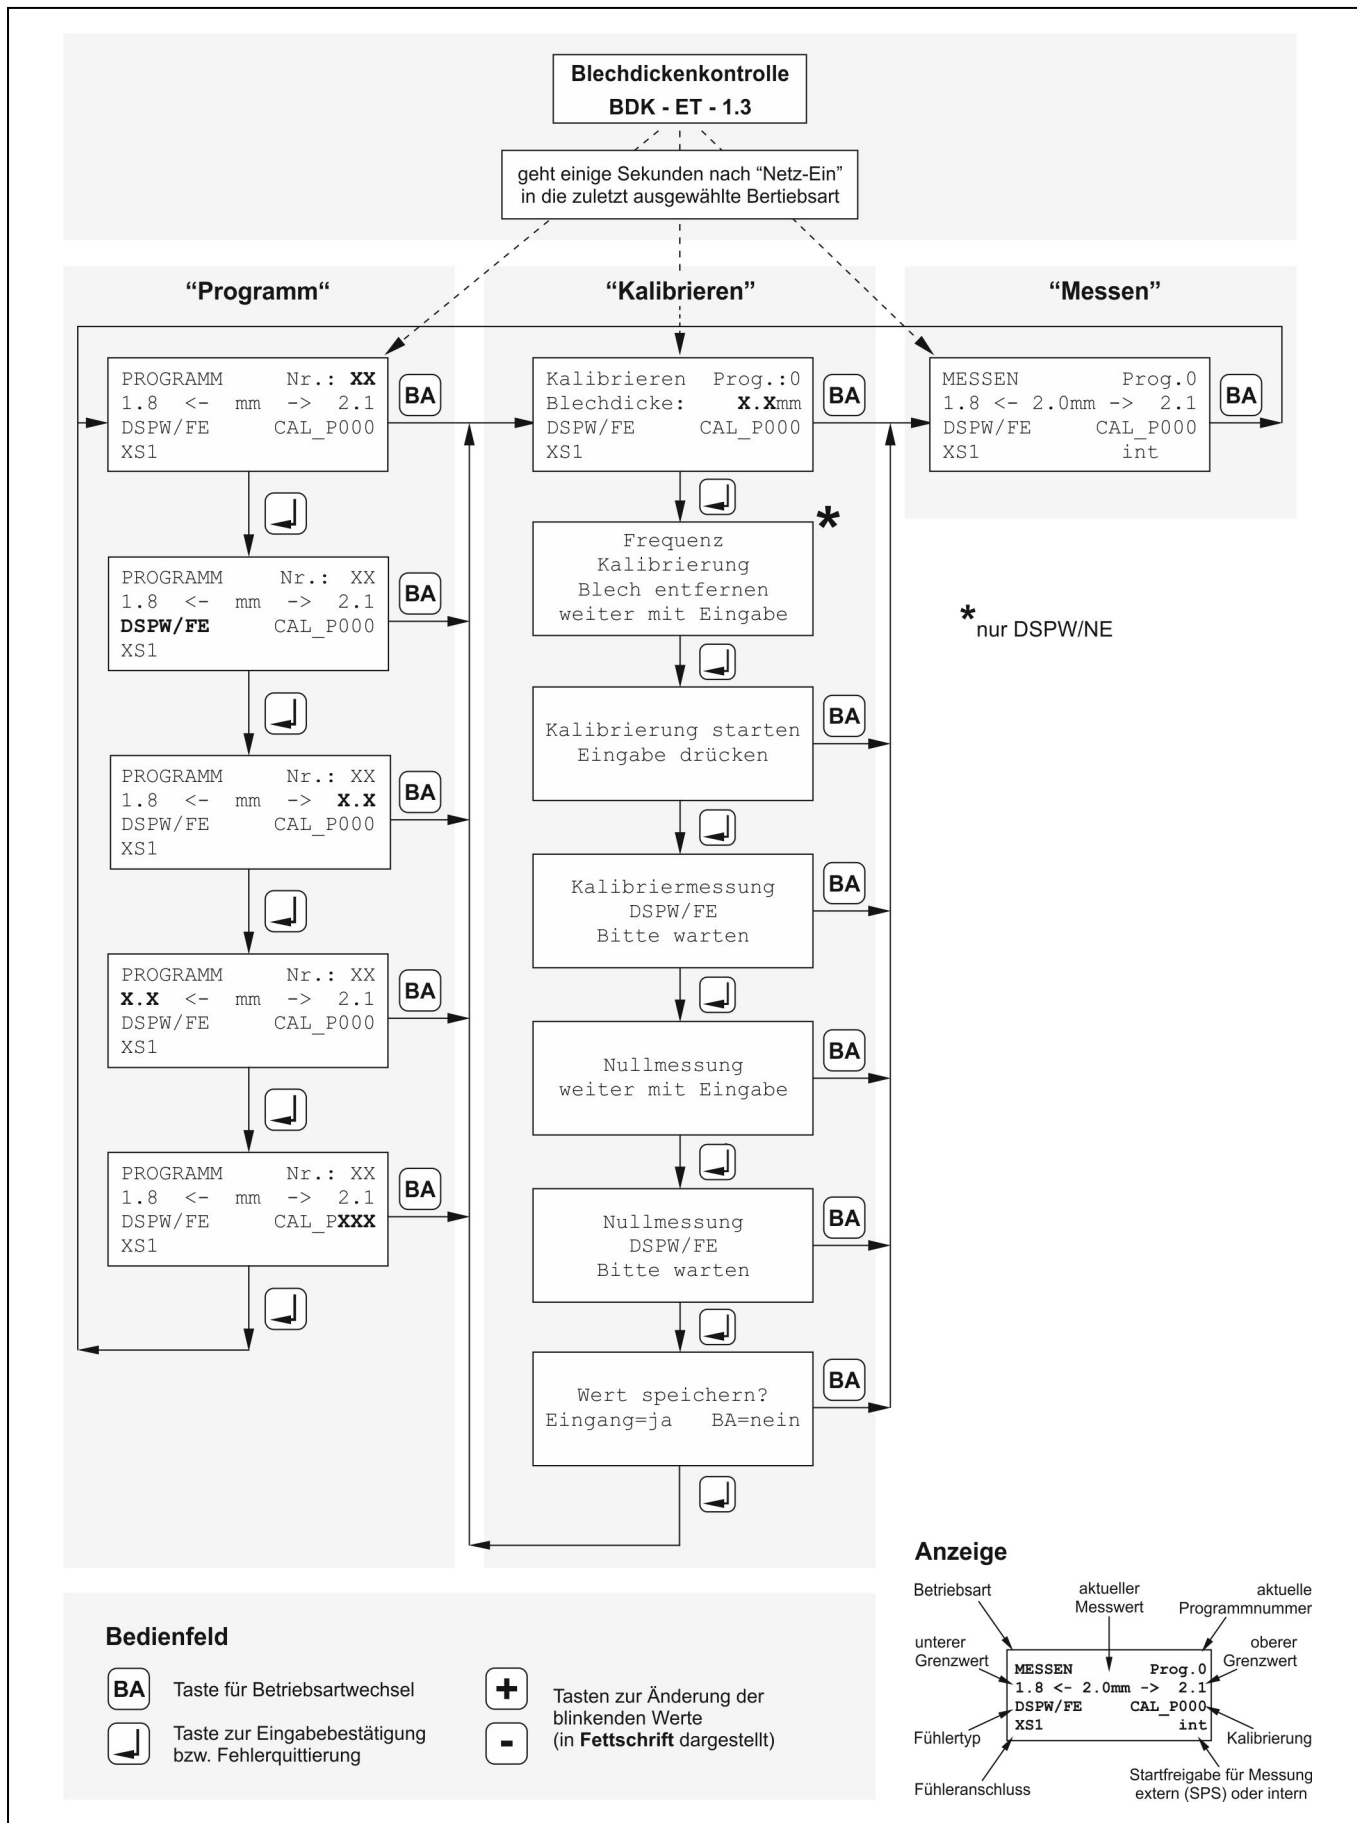 Blechdickenkontrolle
BDK - ET - 1.3
geht einige Sekunden nach “Netz-Ein”
in die zuletzt ausgewählte Bertiebsart
“Programm“
PROGRAMM Nr.: XX
1.8 <- mm -> 2.1
DSPW/FE CAL_P000
XS1
BA
PROGRAMM Nr.: XX
1.8 <- mm -> 2.1
DSPW/FE CAL_P000
XS1
BA
PROGRAMM Nr.: XX
1.8 <- mm -> X.X
DSPW/FE CAL_P000
XS1
BA
PROGRAMM Nr.: XX
X.X <- mm -> 2.1
DSPW/FE CAL_P000
XS1
BA
PROGRAMM Nr.: XX
1.8 <- mm -> 2.1
DSPW/FE CAL_PXXX
XS1
BA
“Kalibrieren”
Kalibrieren Prog.:0
Blechdicke: X.Xmm
DSPW/FE CAL_P000
XS1
BA
*
Frequenz
Kalibrierung
Blech entfernen
weiter mit Eingabe
Kalibrierung starten
Eingabe drücken
BA
Kalibriermessung
DSPW/FE
Bitte warten
BA
Nullmessung
weiter mit Eingabe
BA
Nullmessung
DSPW/FE
Bitte warten
BA
Wert speichern?
Eingang=ja BA=nein
BA
“Messen”
MESSEN Prog.0
1.8 <- 2.0mm -> 2.1
DSPW/FE CAL_P000
XS1 int
BA
*nur DSPW/NE
Bedienfeld
BA Taste für Betriebsartwechsel
Taste zur Eingabebestätigung
bzw. Fehlerquittierung
+
-
Tasten zur Änderung der
blinkenden Werte
(in Fettschrift dargestellt)
Anzeige
Betriebsart
aktueller
Messwert
aktuelle
Programmnummer
unterer
Grenzwert
oberer
Grenzwert
MESSEN Prog.0
1.8 <- 2.0mm -> 2.1
DSPW/FE CAL_P000
XS1 int
Fühlertyp
Kalibrierung
Fühleranschluss
Startfreigabe für Messung
extern (SPS) oder intern